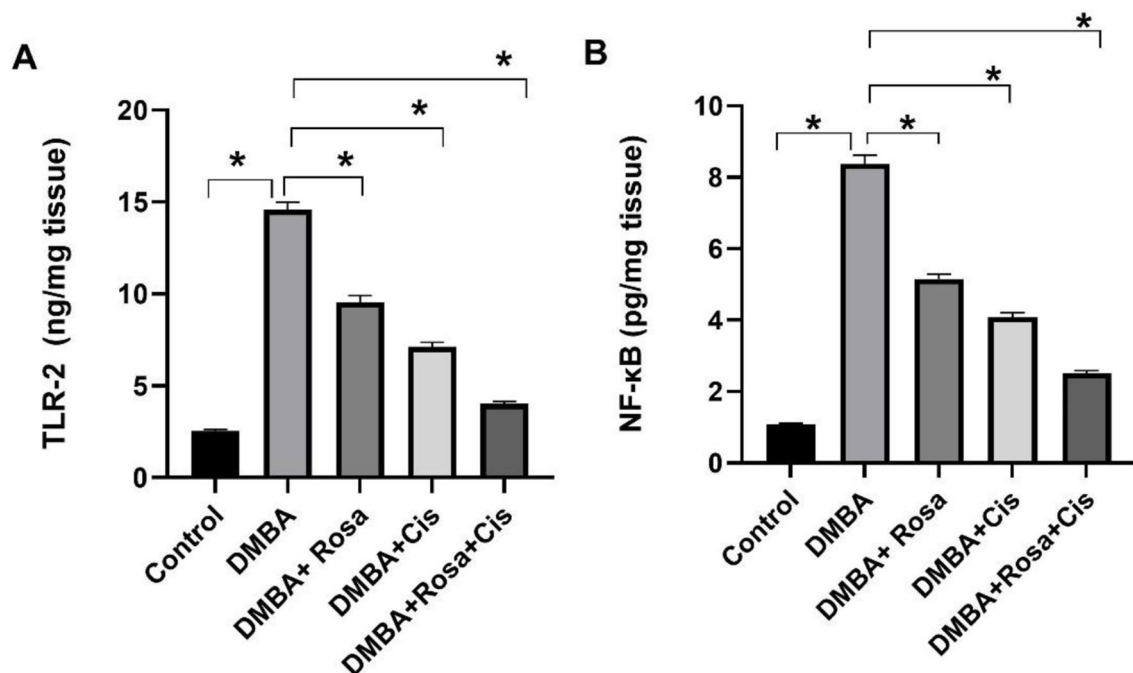 A
*
*
*
*
TLR-2 (ng/mg tissue)
20
15
10
5
0
Control
DMBA
DMBA+ Rosa
DMBA+Cis
DMBA+Rosa+Cis
B
*
*
*
*
NF-κB (pg/mg tissue)
10
8
6
4
2
0
Control
DMBA
DMBA+ Rosa
DMBA+Cis
DMBA+Rosa+Cis